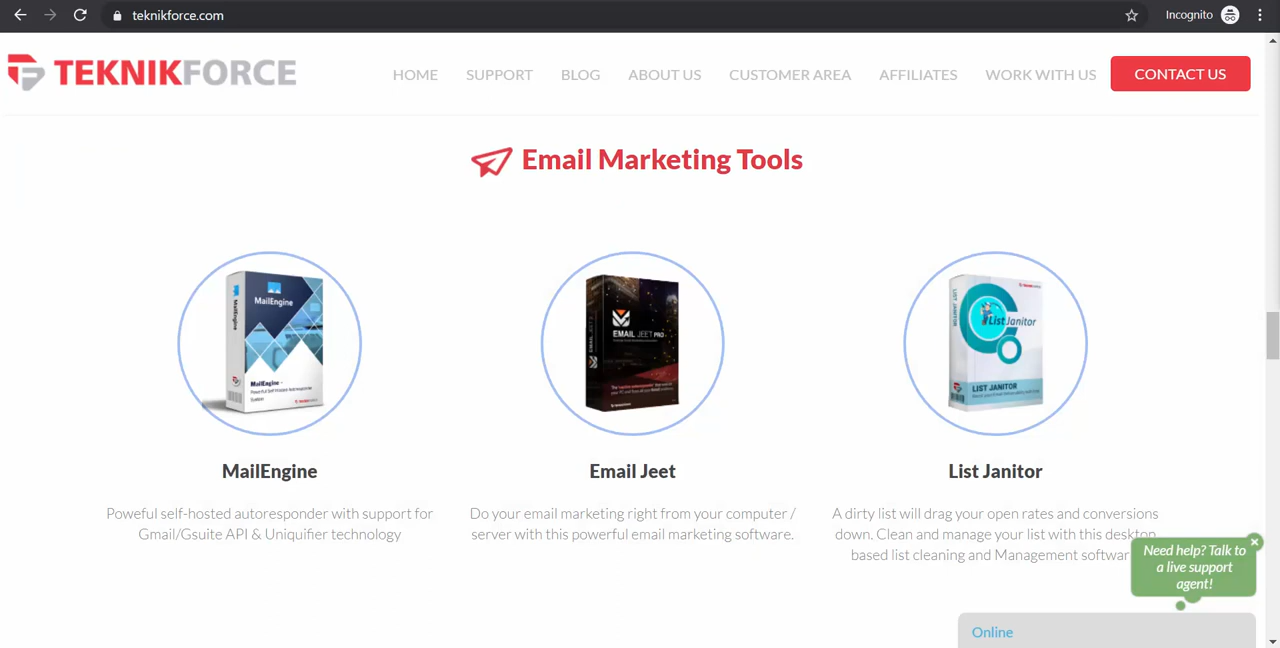 teknikforce.com
Incognito
TEKNIKFORCE
HOME SUPPORT BLOG ABOUT US CUSTOMER AREA AFFILIATES WORK WITH US CONTACT US
Email Marketing Tools
MailEngine
MailEngine
MailEngine -
EMAIL JEET PRO
List Janitor
LIST JANITOR
MailEngine
Email Jeet
List Janitor
Poweful self-hosted autoresponder with support for
Gmail/Gsuite API & Uniquifier technology
Do your email marketing right from your computer /
server with this powerful email marketing software.
A dirty list will drag your open rates and conversions
down. Clean and manage your list with this desktop
based list cleaning and Management softwar
Need help? Talk to
a live support
agent!
Online